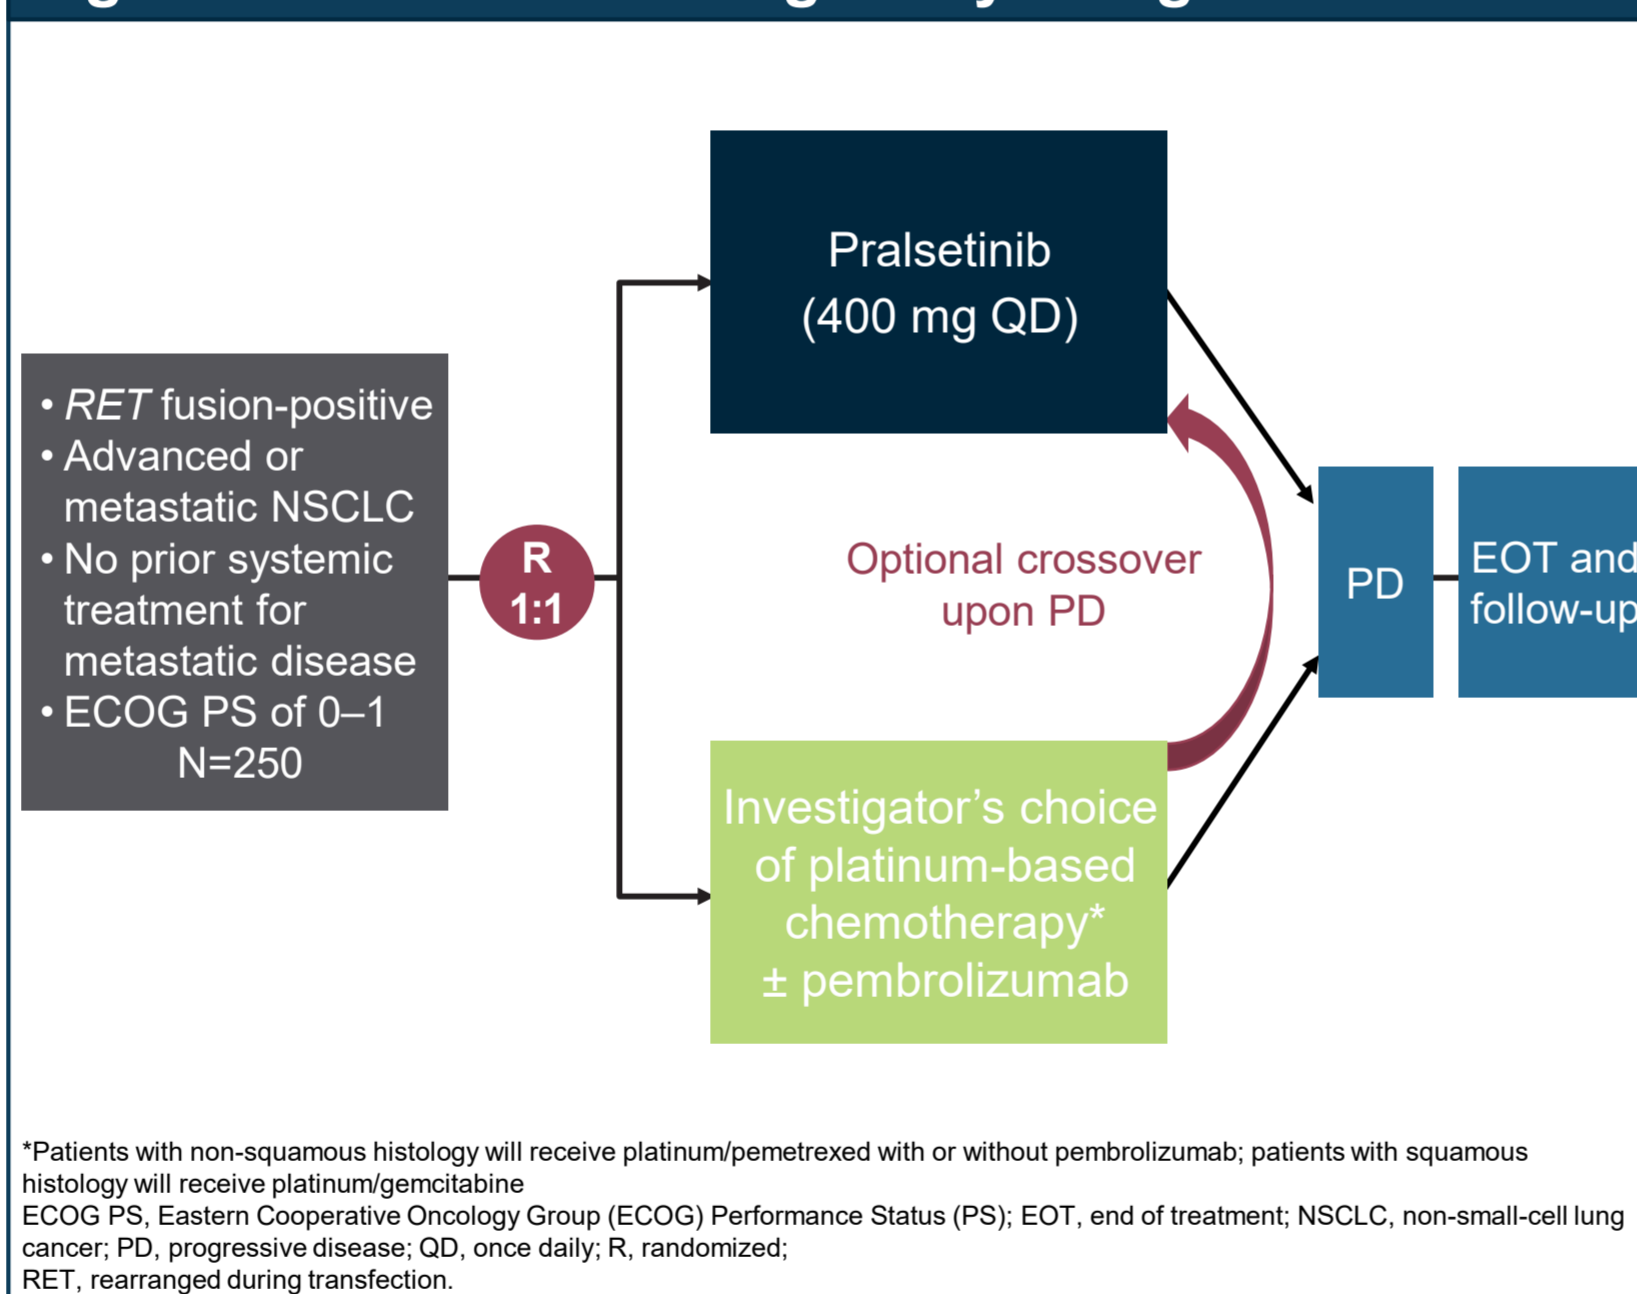 • RET fusion-positive
• Advanced or
metastatic NSCLC
• No prior systemic
treatment for
metastatic disease
• ECOG PS of 0–1
N=250
R
1:1
Pralsetinib
(400 mg QD)
Optional crossover
upon PD
Investigator’s choice
of platinum-based
chemotherapy*
± pembrolizumab
PD
EOT and
follow-up
*Patients with non-squamous histology will receive platinum/pemetrexed with or without pembrolizumab; patients with squamous
histology will receive platinum/gemcitabine
ECOG PS, Eastern Cooperative Oncology Group (ECOG) Performance Status (PS); EOT, end of treatment; NSCLC, non-small-cell lung
cancer; PD, progressive disease; QD, once daily; R, randomized;
RET, rearranged during transfection.